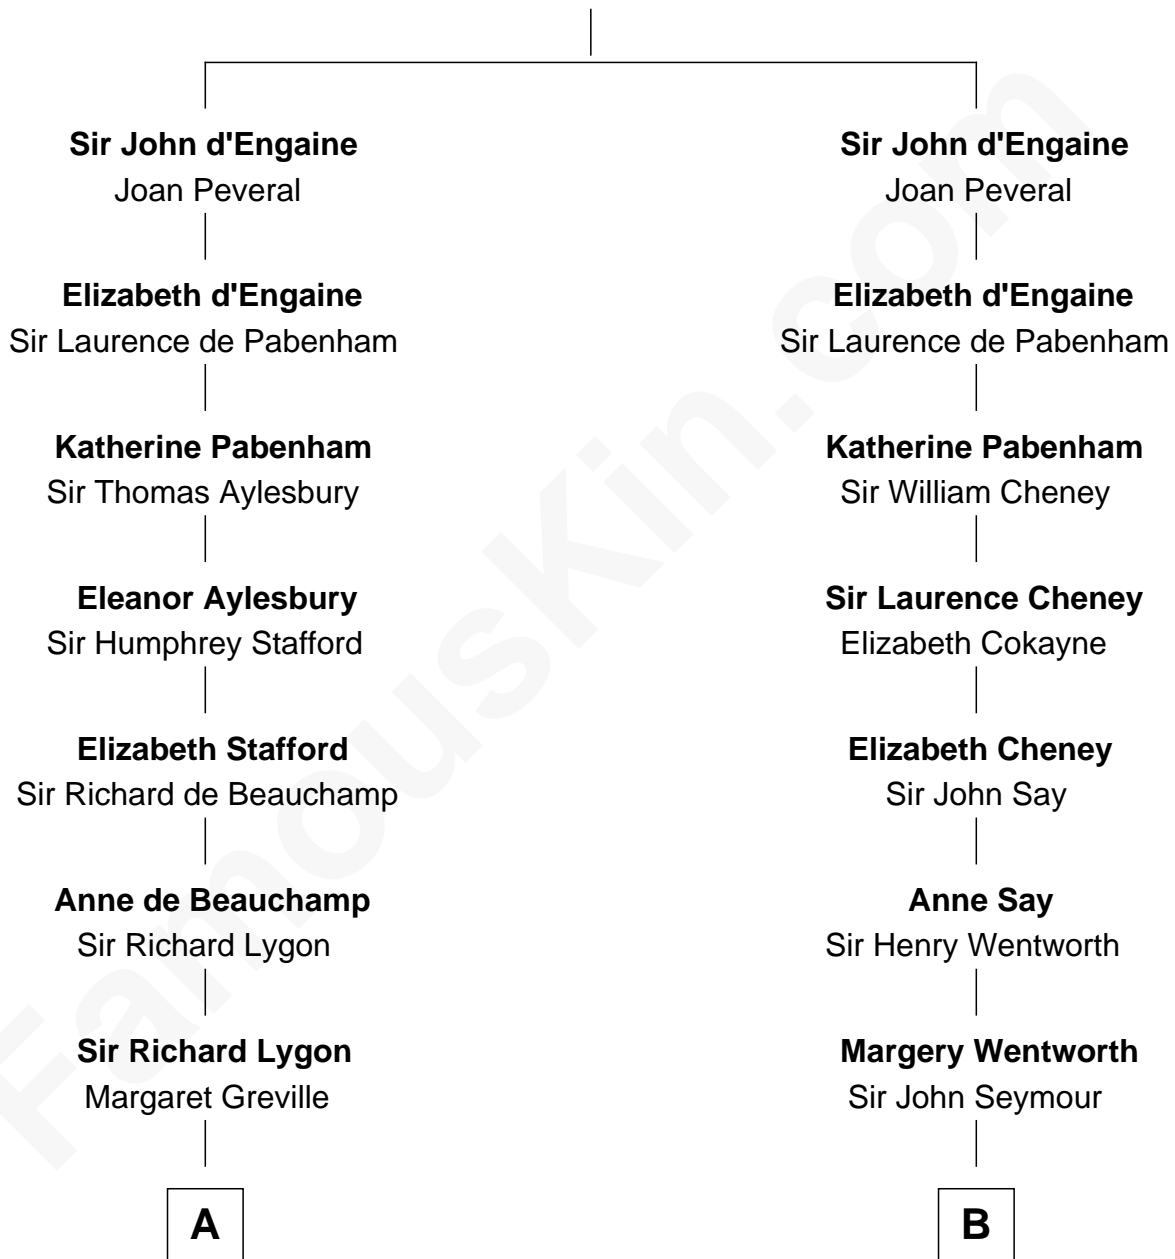 Sir John d'Engaine
Joan Peveral
Elizabeth d'Engaine
Sir Laurence de Pabenham
Katherine Pabenham
Sir Thomas Aylesbury
Eleanor Aylesbury
Sir Humphrey Stafford
Elizabeth Stafford
Sir Richard de Beauchamp
Anne de Beauchamp
Sir Richard Lygon
Sir Richard Lygon
Margaret Greville
A
Sir John d'Engaine
Joan Peveral
Elizabeth d'Engaine
Sir Laurence de Pabenham
Katherine Pabenham
Sir William Cheney
Sir Laurence Cheney
Elizabeth Cokayne
Elizabeth Cheney
Sir John Say
Anne Say
Sir Henry Wentworth
Margery Wentworth
Sir John Seymour
B
FamousKin.com